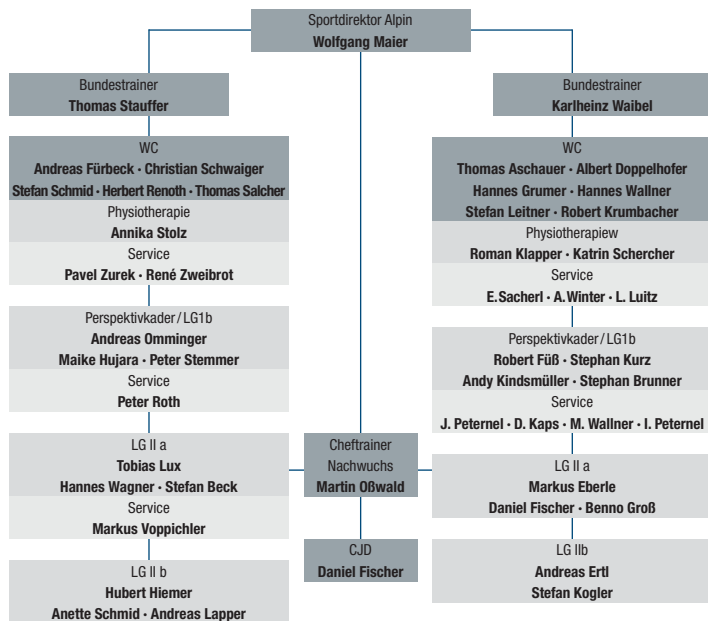 Sportdirektor Alpin
Wolfgang Maier
Bundestrainer
Thomas Stauffer
WC
Andreas Fürbeck · Christian Schwaiger
Stefan Schmid · Herbert Renoth · Thomas Salcher
Physiotherapie
Annika Stolz
Service
Pavel Zurek · René Zweibrot
Perspektivkader / LG1b
Andreas Omminger
Maike Hujara · Peter Stemmer
Service
Peter Roth
LG II a
Tobias Lux
Hannes Wagner · Stefan Beck
Service
Markus Voppichler
LG II b
Hubert Hiemer
Anette Schmid · Andreas Lapper
Cheftrainer
Nachwuchs
Martin Oßwald
CJD
Daniel Fischer
Bundestrainer
Karlheinz Waibel
WC
Thomas Aschauer · Albert Doppelhofer
Hannes Grumer · Hannes Wallner
Stefan Leitner · Robert Krumbacher
Physiotherapiew
Roman Klapper · Katrin Schercher
Service
E. Sacherl · A. Winter · L. Luitz
Perspektivkader / LG1b
Robert Füß · Stephan Kurz
Andy Kindsmüller · Stephan Brunner
Service
J. Peternel · D. Kaps · M. Wallner · I. Peternel
LG II a
Markus Eberle
Daniel Fischer · Benno Groß
LG IIb
Andreas Ertl
Stefan Kogler